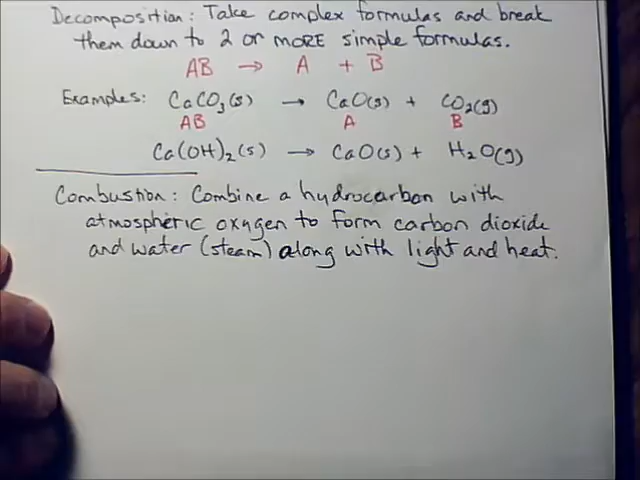 Decomposition: Take complex formulas and break
them down to 2 or MORE simple formulas.
AB → A + B
Examples: CaCO₃(s) → CaO(s) + CO₂(g)
AB A B
Ca(OH)₂(s) → CaO(s) + H₂O(g)
Combustion: Combine a hydrocarbon with
atmospheric oxygen to form carbon dioxide
and water (steam) along with light and heat.